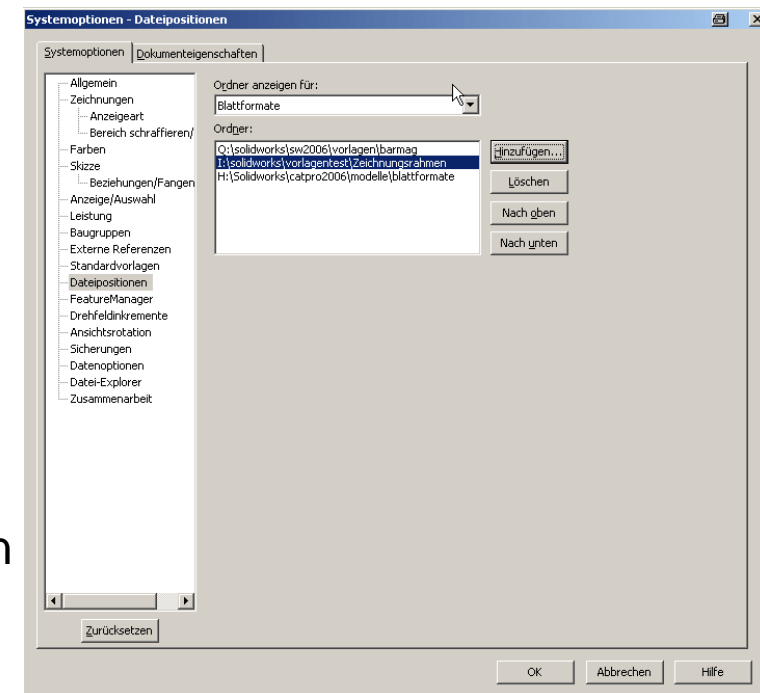 Systemoptionen - Dateipositionen
Systemoptionen
Dokumenteigenschaften
Allgemein
Zeichnungen
Anzeigeart
Bereich schraffieren/
Farben
Skizze
Beziehungen/Fangen
Anzeige/Auswahl
Leistung
Baugruppen
Externe Referenzen
Standardvorlagen
Dateipositionen
FeatureManager
Drehfeldinkremente
Ansichtsrotation
Sicherungen
Datenoptionen
Datei-Explorer
Zusammenarbeit
Zurücksetzen
Ordner anzeigen für:
Blattformate
Ordner:
Q:\solidworks\sw2006\vorlagen\barmag
I:\solidworks\vorlagentest\Zeichnungsrahmen
H:\Solidworks\catpro2006\modelle\blattformate
Hinzufügen...
Löschen
Nach oben
Nach unten
n
OK
Abbrechen
Hilfe